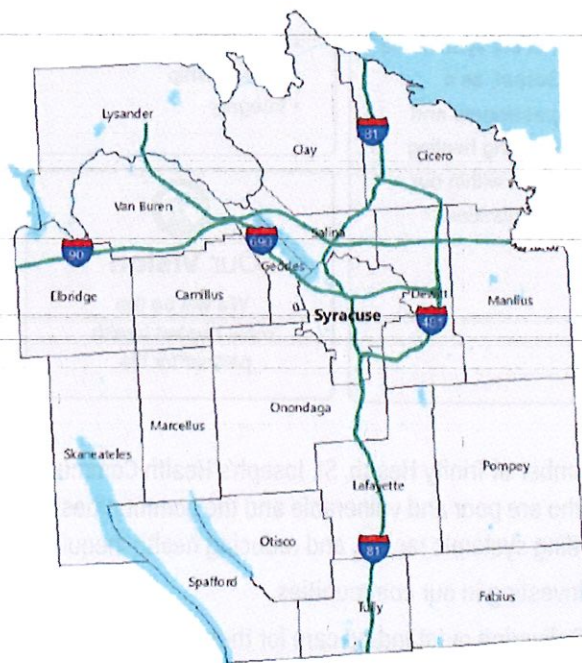 Lysander
81
Clay
Cicero
Van Buren
Salina
690
90
Geddes
Elbridge
Camillus
Dewitt
Manlius
Syracuse
481
Onondaga
Marcellus
Skaneateles
Pompey
Lafayette
81
Otisco
Spafford
Fabius
Tully